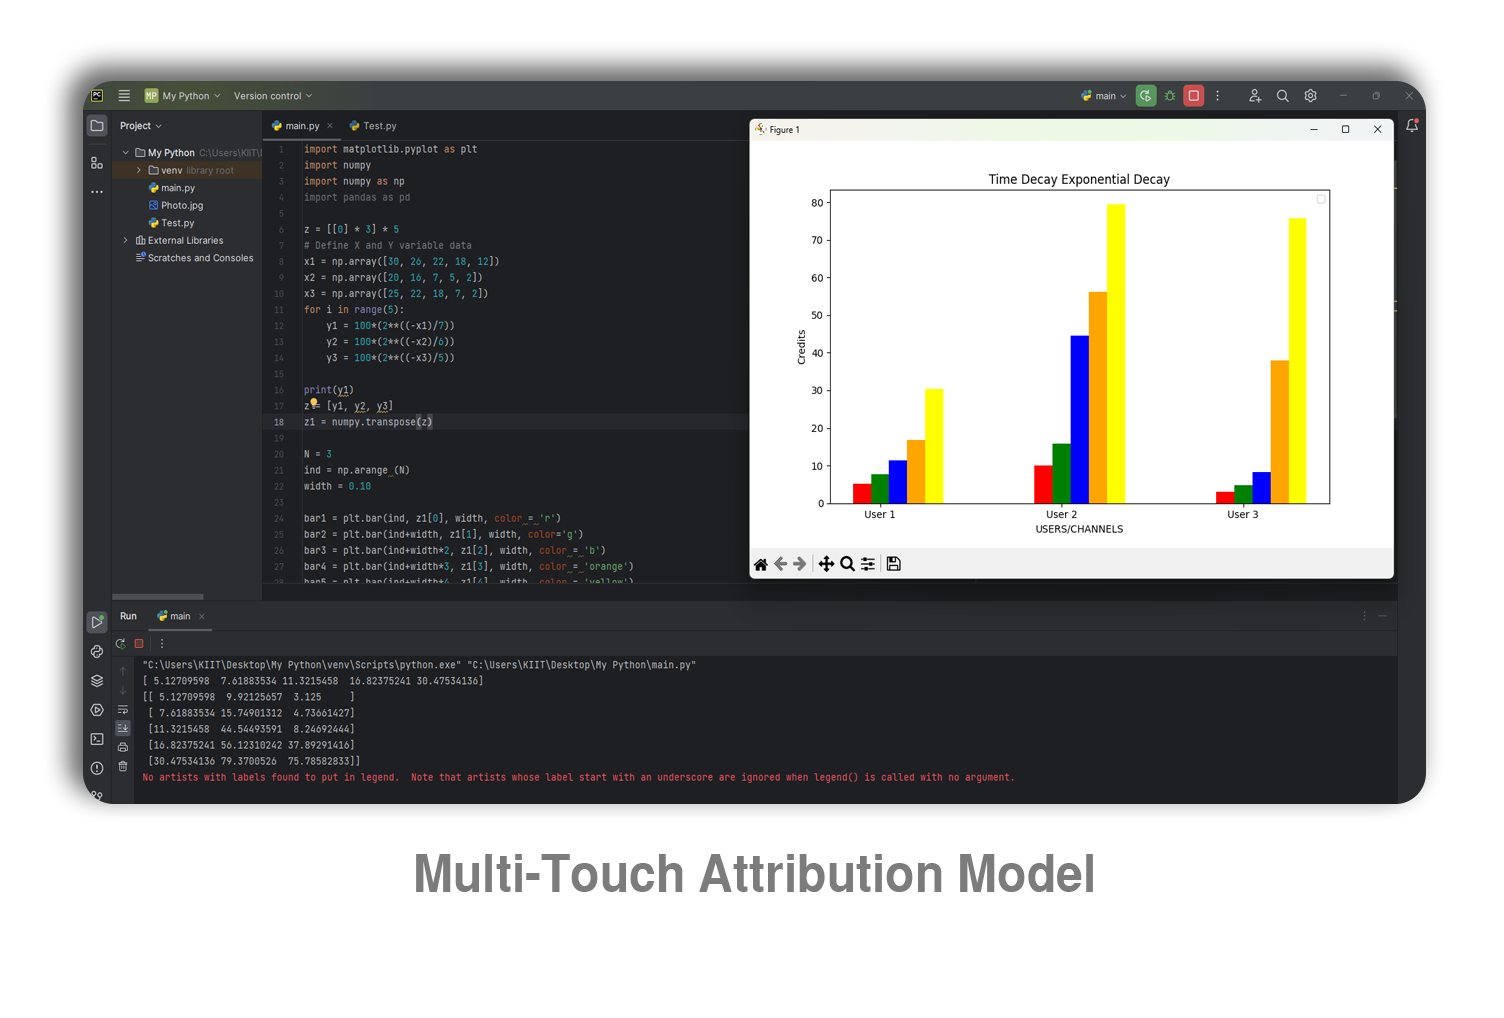 PC
MP My Python
Version control
main
Project
main.py
Test.py
My Python C:\Users\KIIT\
venv library root
main.py
Photo.jpg
Test.py
External Libraries
Scratches and Consoles
1 import matplotlib.pyplot as plt
2 import numpy
3 import numpy as np
4 import pandas as pd
5
6 z = [[0] * 3] * 5
7 # Define X and Y variable data
8 x1 = np.array([30, 26, 22, 18, 12])
9 x2 = np.array([20, 16, 7, 5, 2])
10 x3 = np.array([25, 22, 18, 7, 2])
11 for i in range(5):
12 y1 = 100*(2**((-x1)/7))
13 y2 = 100*(2**((-x2)/6))
14 y3 = 100*(2**((-x3)/5))
15
16 print(y1)
17 z = [y1, y2, y3]
18 z1 = numpy.transpose(z)
19
20 N = 3
21 ind = np.arange (N)
22 width = 0.10
23
24 bar1 = plt.bar(ind, z1[0], width, color = 'r')
25 bar2 = plt.bar(ind+width, z1[1], width, color='g')
26 bar3 = plt.bar(ind+width*2, z1[2], width, color = 'b')
27 bar4 = plt.bar(ind+width*3, z1[3], width, color = 'orange')
28 bar5 = plt.bar(ind+width*4, z1[4], width, color = 'yellow')
Figure 1
Time Decay Exponential Decay
80
70
60
50
40
30
20
10
0
Credits
User 1
User 2
User 3
USERS/CHANNELS
Run
main
"C:\Users\KIIT\Desktop\My Python\venv\Scripts\python.exe" "C:\Users\KIIT\Desktop\My Python\main.py"
[ 5.12709598  7.61883534 11.3215458  16.82375241 30.47534136]
[[ 5.12709598  9.92125657  3.125     ]
[ 7.61883534 15.74901312  4.73661427]
[11.3215458  44.54493591  8.24692444]
[16.82375241 56.12310242 37.89291416]
[30.47534136 79.3700526  75.78582833]]
No artists with labels found to put in legend.  Note that artists whose label start with an underscore are ignored when legend() is called with no argument.
Multi-Touch Attribution Model